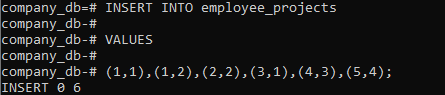 company_db=# INSERT INTO employee_projects
company_db-#
company_db-# VALUES
company_db-#
company_db-# (1,1),(1,2),(2,2),(3,1),(4,3),(5,4);
INSERT 0 6